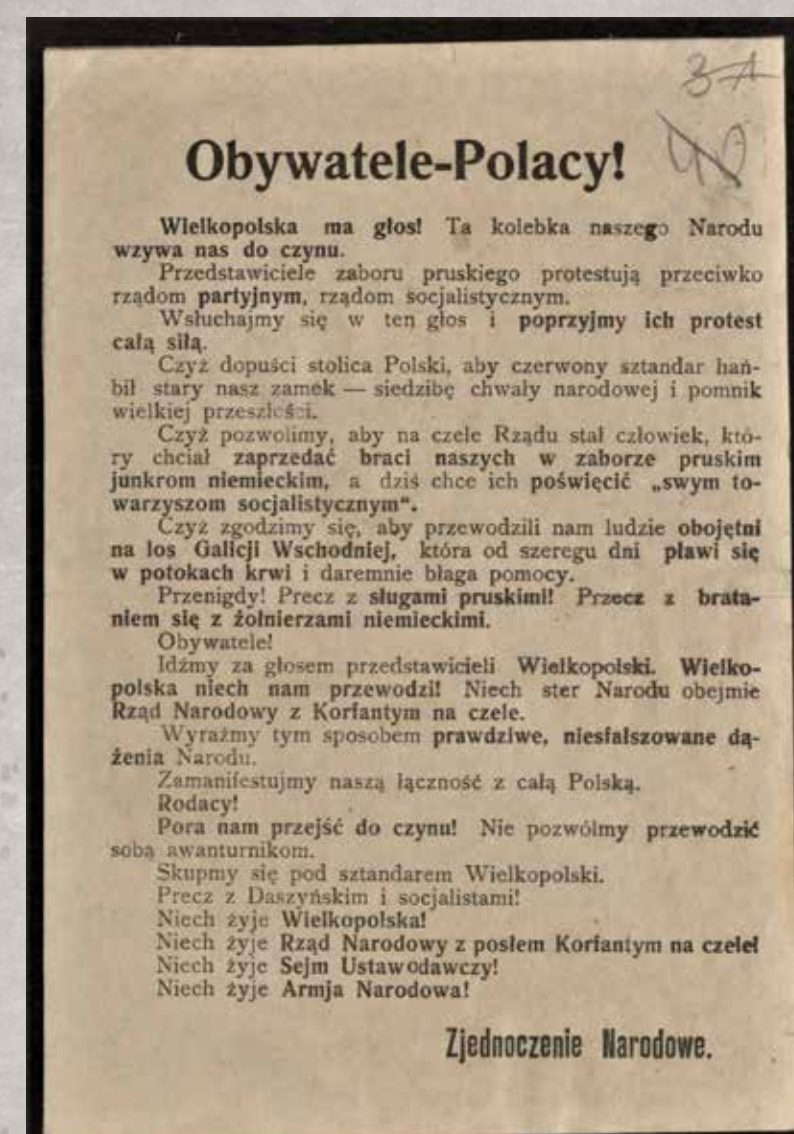 31
40
Obywatele-Polacy!
Wielkopolska ma głos! Ta kolebka naszego Narodu
wzywa nas do czynu.
Przedstawiciele zaboru pruskiego protestują przeciwko
rządom partyjnym, rządom socjalistycznym.
Wsłuchajmy się w ten głos i poprzyjmy ich protest
całą siłą.
Czyż dopuści stolica Polski, aby czerwony sztandar hań-
bił stary nasz zamek — siedzibę chwały narodowej i pomnik
wielkiej przeszłości.
Czyż pozwolimy, aby na czele Rządu stał człowiek, któ-
ry chciał zaprzedać braci naszych w zaborze pruskim
junkrom niemieckim, a dziś chce ich poświęcić „swym to-
warzyszom socjalistycznym“.
Czyż zgodzimy się, aby przewodzili nam ludzie obojętni
na los Galicji Wschodniej, która od szeregu dni pławi się
w potokach krwi i daremnie błaga pomocy.
Przenigdy! Precz z sługami pruskimi! Przecz z brata-
niem się z żołnierzami niemieckimi.
Obywatele!
Idźmy za głosem przedstawicieli Wielkopolski. Wielko-
polska niech nam przewodzi! Niech ster Narodu obejmie
Rząd Narodowy z Korfantym na czele.
Wyraźmy tym sposobem prawdziwe, niesfalszowane dą-
żenia Narodu.
Zamanifestujmy naszą łączność z całą Polską.
Rodacy!
Pora nam przejść do czynu! Nie pozwólmy przewodzić
sobą awanturnikom.
Skupmy się pod sztandarem Wielkopolski.
Precz z Daszyńskim i socjalistami!
Niech żyje Wielkopolska!
Niech żyje Rząd Narodowy z posłem Korfantym na czele!
Niech żyje Sejm Ustawodawczy!
Niech żyje Armja Narodowa!
Zjednoczenie Narodowe.